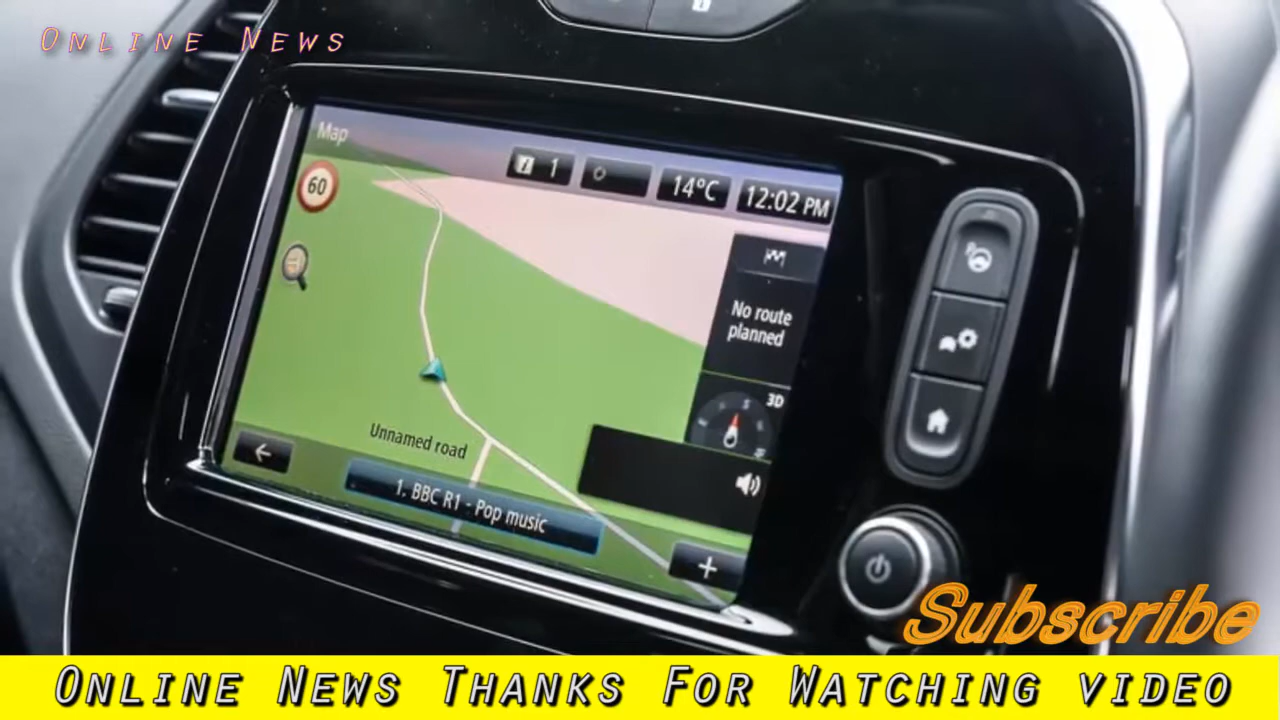 Online News
Map
60
1
14°C
12:02 PM
No route
planned
3D
S
Unnamed road
1. BBC R1 - Pop music
Subscribe
Online News Thanks For Watching video